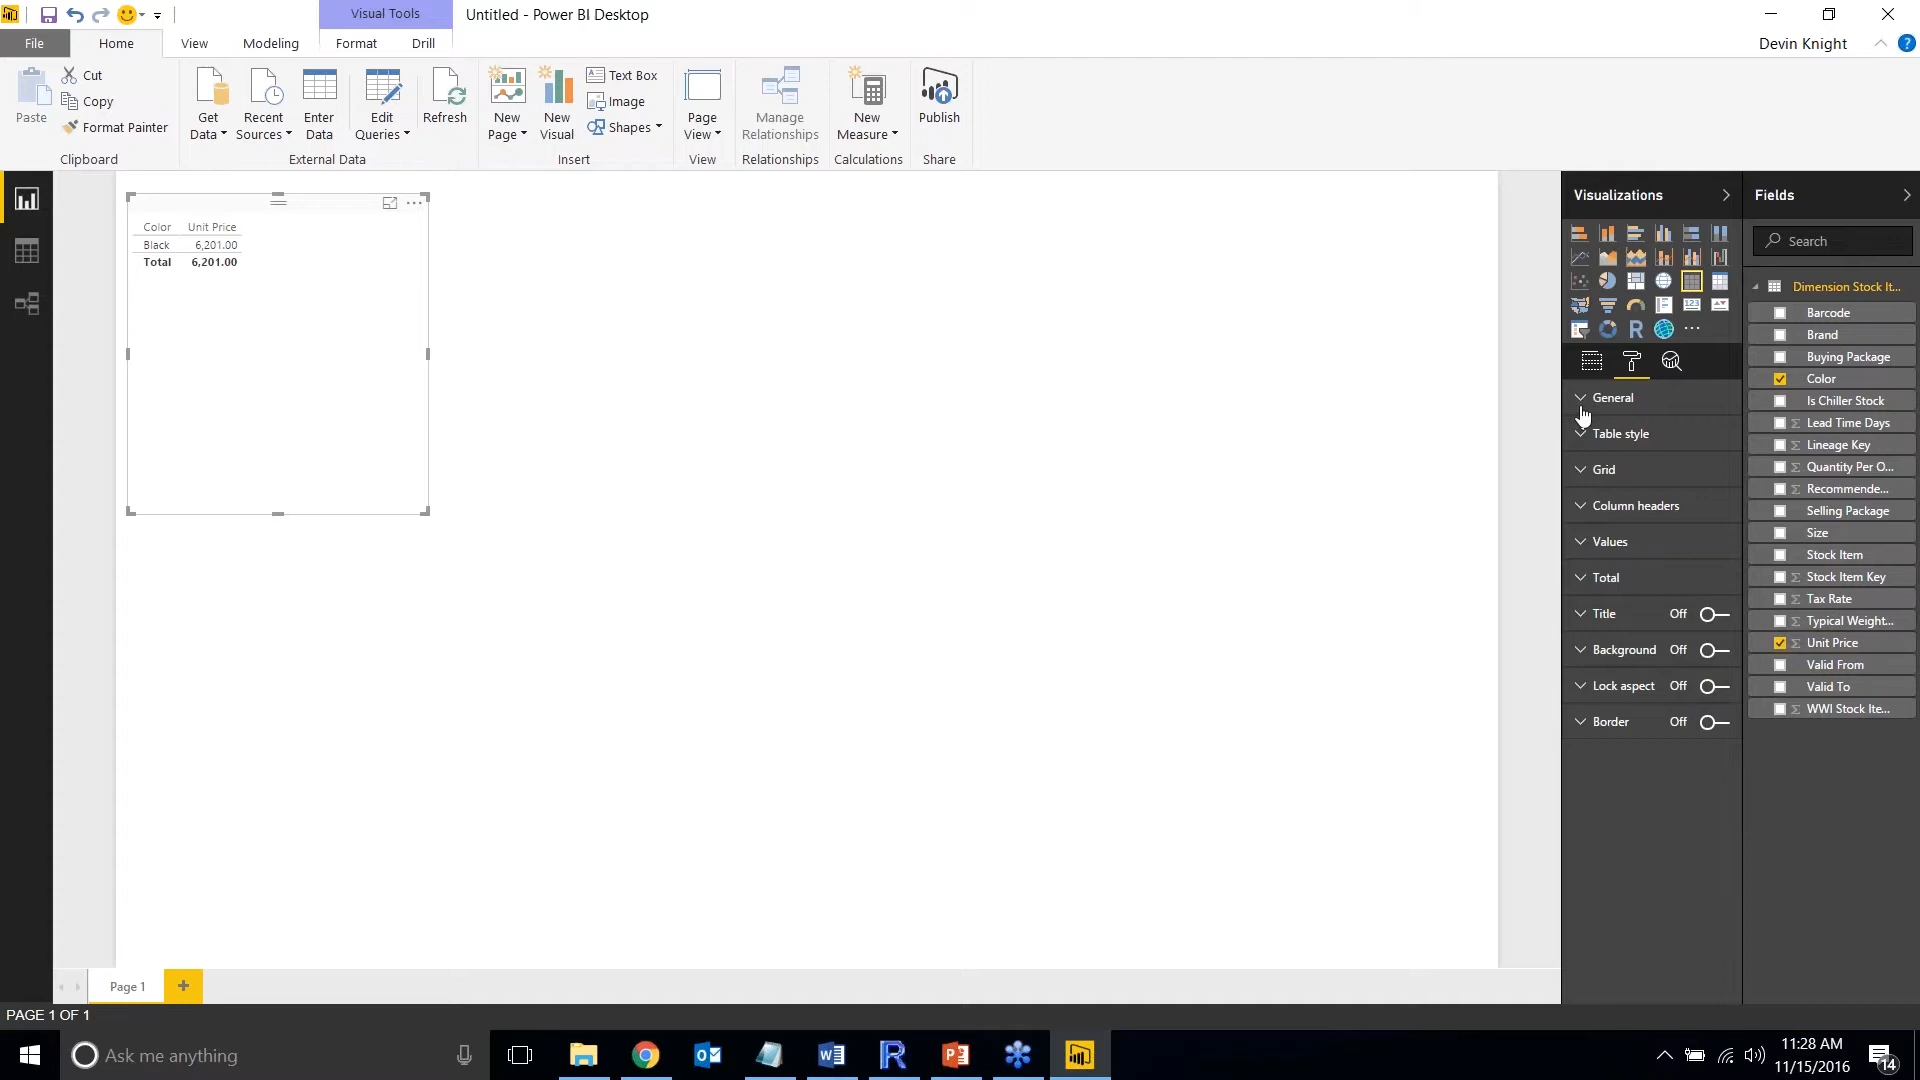 Visual Tools
Untitled - Power BI Desktop
File
Home
View
Modeling
Format
Drill
Devin Knight
?
Paste
Cut
Copy
Format Painter
Get Data
Recent Sources
Enter Data
Edit Queries
Refresh
New Page
New Visual
Text Box
Image
Shapes
Page View
Manage Relationships
New Measure
Publish
Clipboard
External Data
Insert
View
Relationships
Calculations
Share
Color Unit Price
Black 6,201.00
Total 6,201.00
Visualizations
R
123
General
Table style
Grid
Column headers
Values
Total
Title Off
Background Off
Lock aspect Off
Border Off
Fields
Search
Dimension Stock It...
Barcode
Brand
Buying Package
Color
Is Chiller Stock
Σ Lead Time Days
Σ Lineage Key
Σ Quantity Per O...
Σ Recommende...
Selling Package
Size
Stock Item
Σ Stock Item Key
Σ Tax Rate
Σ Typical Weight...
Σ Unit Price
Valid From
Valid To
Σ WWI Stock Ite...
Page 1
+
PAGE 1 OF 1
Ask me anything
11:28 AM
11/15/2016
14